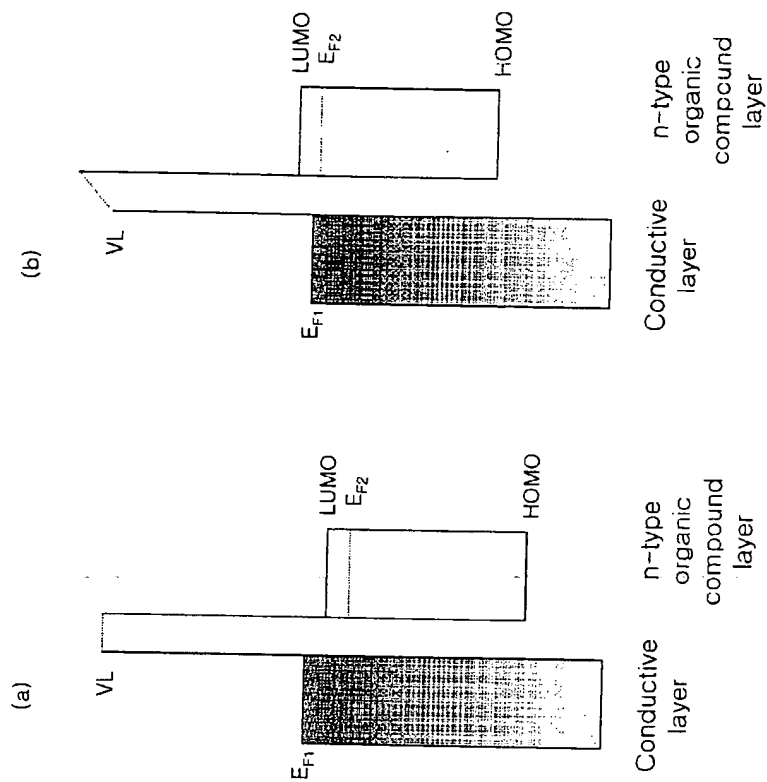 (a)
VL
E_F1
LUMO
E_F2
HOMO
Conductive
layer
n-type
organic
compound
layer
(b)
VL
E_F1
LUMO
E_F2
HOMO
Conductive
layer
n-type
organic
compound
layer